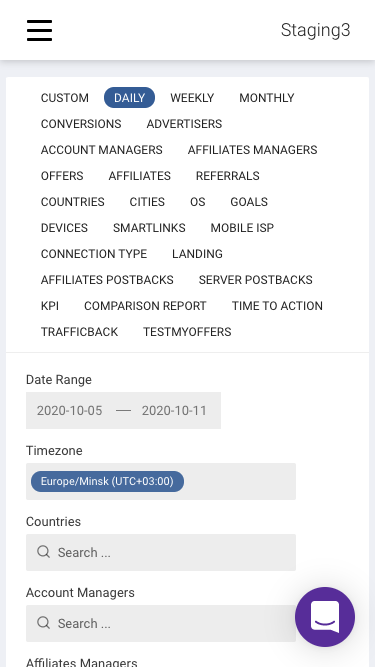 Staging3
CUSTOM DAILY WEEKLY MONTHLY
CONVERSIONS ADVERTISERS
ACCOUNT MANAGERS AFFILIATES MANAGERS
OFFERS AFFILIATES REFERRALS
COUNTRIES CITIES OS GOALS
DEVICES SMARTLINKS MOBILE ISP
CONNECTION TYPE LANDING
AFFILIATES POSTBACKS SERVER POSTBACKS
KPI COMPARISON REPORT TIME TO ACTION
TRAFFICBACK TESTMYOFFERS
Date Range
2020-10-05 — 2020-10-11
Timezone
Europe/Minsk (UTC+03:00)
Countries
Search ...
Account Managers
Search ...
Affiliates Managers